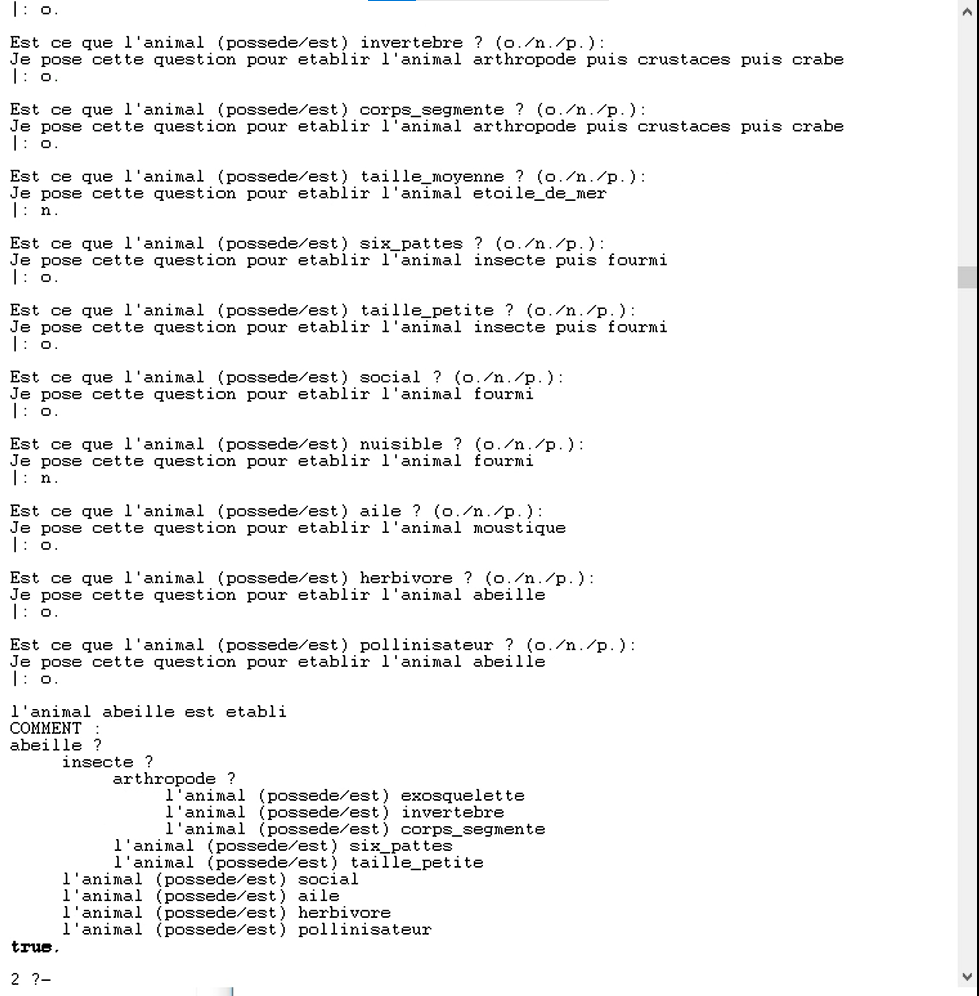 |: o.
Est ce que l'animal (possede/est) invertebre ? (o./n./p.):
Je pose cette question pour etablir l'animal arthropode puis crustaces puis crabe
|: o.
Est ce que l'animal (possede/est) corps_segmente ? (o./n./p.):
Je pose cette question pour etablir l'animal arthropode puis crustaces puis crabe
|: o.
Est ce que l'animal (possede/est) taille_moyenne ? (o./n./p.):
Je pose cette question pour etablir l'animal etoile_de_mer
|: n.
Est ce que l'animal (possede/est) six_pattes ? (o./n./p.):
Je pose cette question pour etablir l'animal insecte puis fourmi
|: o.
Est ce que l'animal (possede/est) taille_petite ? (o./n./p.):
Je pose cette question pour etablir l'animal insecte puis fourmi
|: o.
Est ce que l'animal (possede/est) social ? (o./n./p.):
Je pose cette question pour etablir l'animal fourmi
|: o.
Est ce que l'animal (possede/est) nuisible ? (o./n./p.):
Je pose cette question pour etablir l'animal fourmi
|: n.
Est ce que l'animal (possede/est) aile ? (o./n./p.):
Je pose cette question pour etablir l'animal moustique
|: o.
Est ce que l'animal (possede/est) herbivore ? (o./n./p.):
Je pose cette question pour etablir l'animal abeille
|: o.
Est ce que l'animal (possede/est) pollinisateur ? (o./n./p.):
Je pose cette question pour etablir l'animal abeille
|: o.
l'animal abeille est etabli
COMMENT :
abeille ?
insecte ?
arthropode ?
l'animal (possede/est) exosquelette
l'animal (possede/est) invertebre
l'animal (possede/est) corps_segmente
l'animal (possede/est) six_pattes
l'animal (possede/est) taille_petite
l'animal (possede/est) social
l'animal (possede/est) aile
l'animal (possede/est) herbivore
l'animal (possede/est) pollinisateur
true.
2 ?-